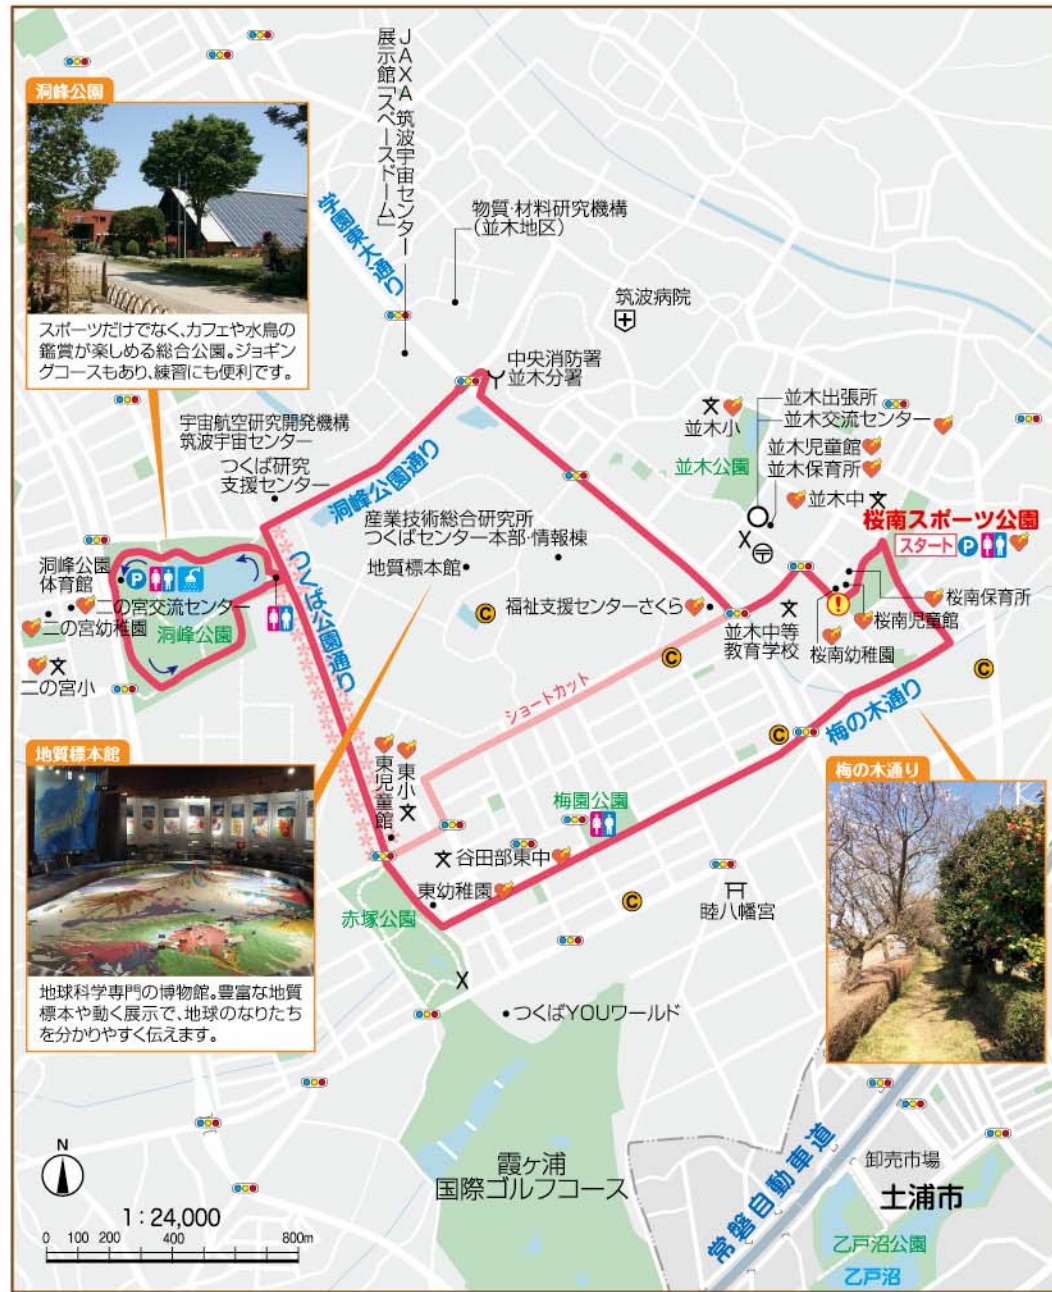 JAXA 筑波宇宙センター
展示館「スペースドーム」
洞峰公園
スポーツだけでなく、カフェや水鳥の
鑑賞が楽しめる総合公園。ジョギン
グコースもあり、練習にも便利です。
学園東大通り
物質・材料研究機構
(並木地区)
筑波病院
中央消防署
並木分署
宇宙航空研究開発機構
筑波宇宙センター
つくば研究
支援センター
洞峰公園通り
並木小
並木公園
並木出張所
並木交流センター
並木児童館
並木保育所
並木中
桜南スポーツ公園
スタート
P
産業技術総合研究所
つくばセンター本部・情報棟
地質標本館
洞峰公園
体育館
P
二の宮交流センター
二の宮幼稚園
洞峰公園
二の宮小
つくば公園通り
C
福祉支援センターさくら
並木中等
教育学校
桜南保育所
桜南児童館
桜南幼稚園
!
C
C
ショートカット
梅の木通り
C
地質標本館
地球科学専門の博物館。豊富な地質
標本や動く展示で、地球のなりたち
を分かりやすく伝えます。
東児童館
東小
梅園公園
谷田部東中
東幼稚園
赤塚公園
C
睦八幡宮
梅の木通り
つくばYOUワールド
霞ヶ浦
国際ゴルフコース
常磐自動車道
卸売市場
土浦市
乙戸沼公園
乙戸沼
N
1:24,000
0 100 200 400 800m